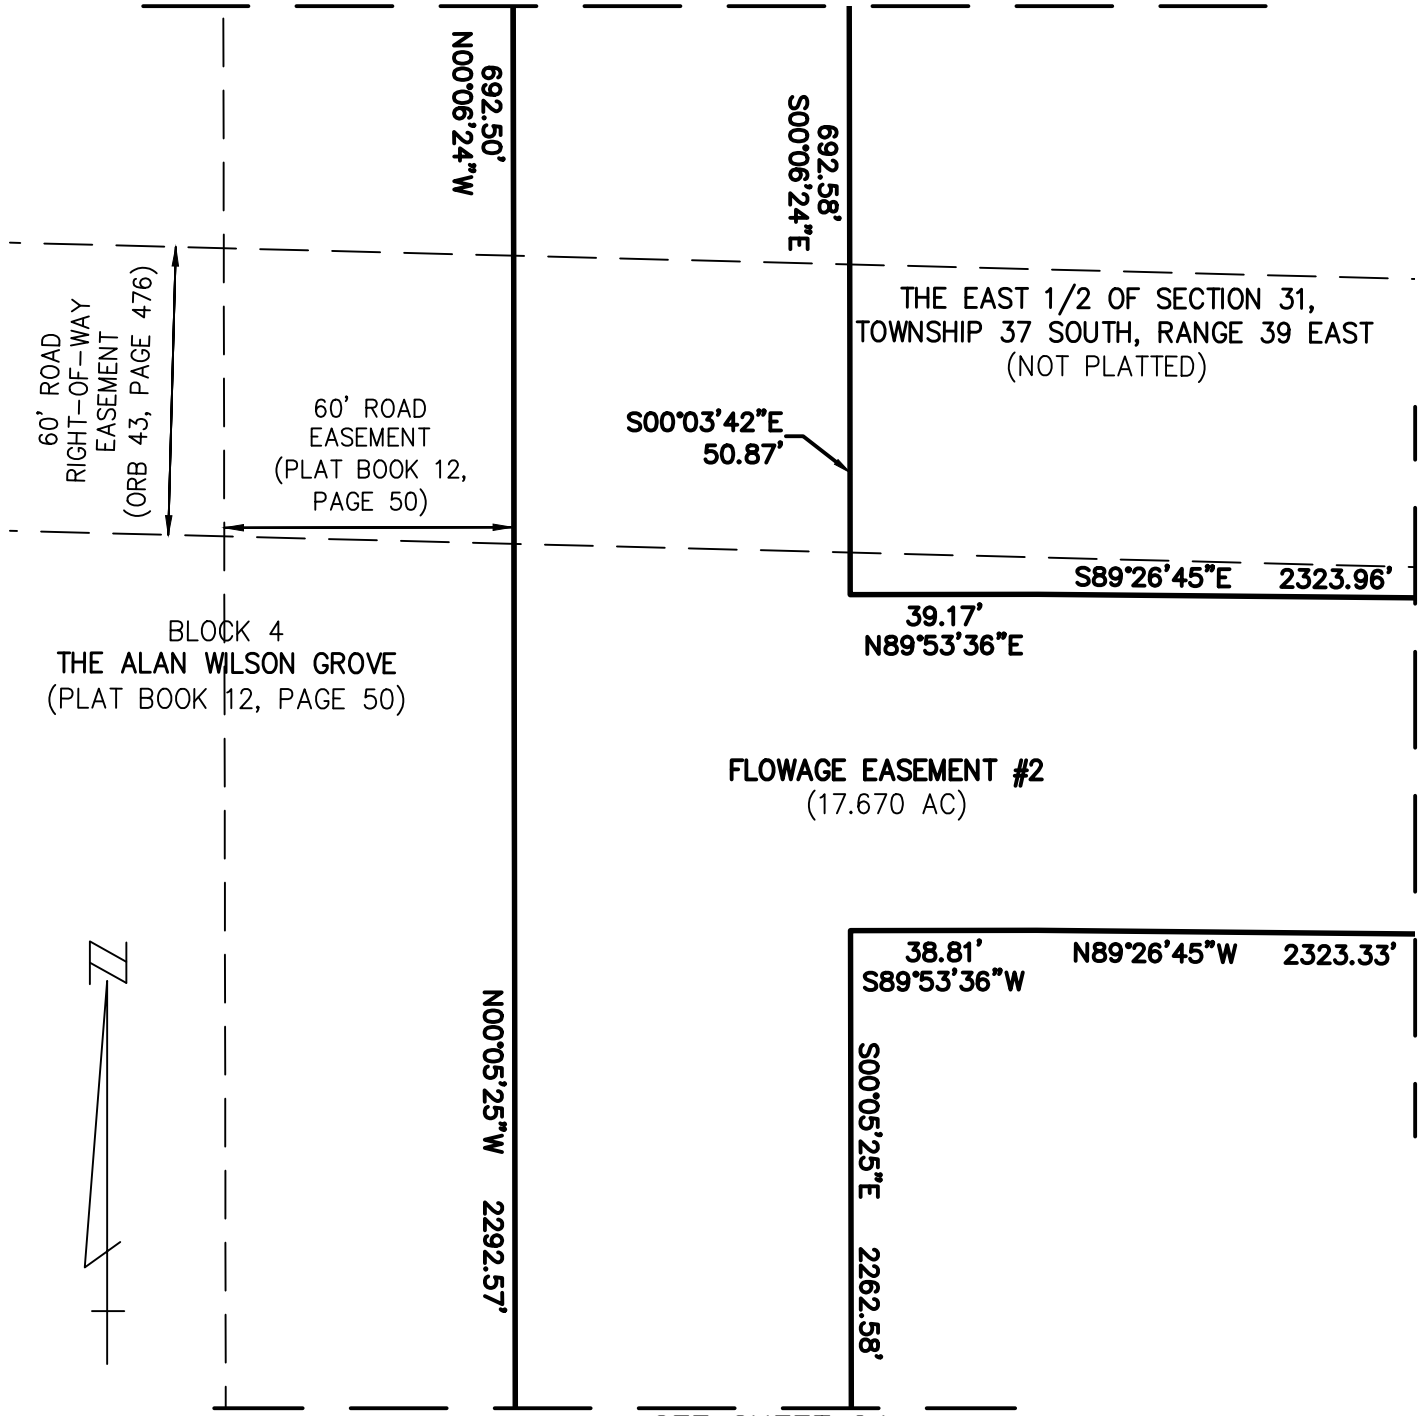 692.50'
N00°06'24"W
692.58'
S00°06'24"E
THE EAST 1/2 OF SECTION 31,
TOWNSHIP 37 SOUTH, RANGE 39 EAST
(NOT PLATTED)
60' ROAD
RIGHT-OF-WAY
EASEMENT
(ORB 43, PAGE 476)
60' ROAD
EASEMENT
(PLAT BOOK 12,
PAGE 50)
S00°03'42"E
50.87'
S89°26'45"E 2323.96'
39.17'
N89°53'36"E
BLOCK 4
THE ALAN WILSON GROVE
(PLAT BOOK 12, PAGE 50)
FLOWAGE EASEMENT #2
(17.670 AC)
38.81'
S89°53'36"W
N89°26'45"W 2323.33'
N
N00°05'25"W 2292.57'
S00°05'25"E 2262.58'